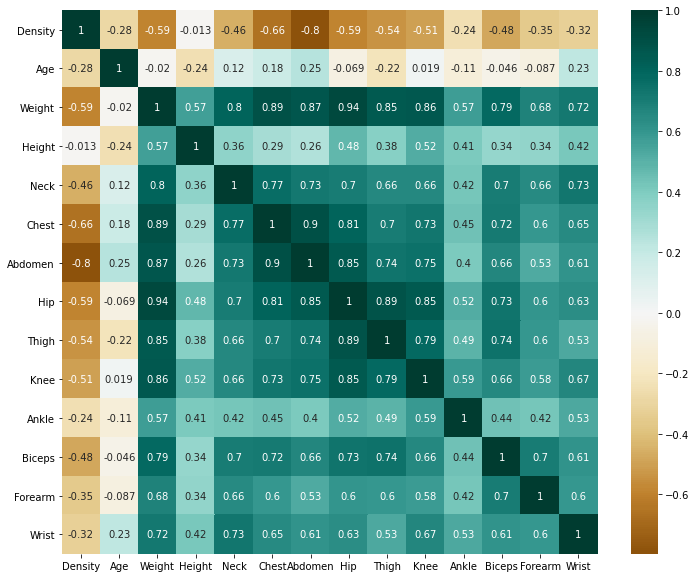 Density 1 -0.28 -0.59 -0.013 -0.46 -0.66 -0.8 -0.59 -0.54 -0.51 -0.24 -0.48 -0.35 -0.32
Age -0.28 1 -0.02 -0.24 0.12 0.18 0.25 -0.069 -0.22 0.019 -0.11 -0.046 -0.087 0.23
Weight -0.59 -0.02 1 0.57 0.8 0.89 0.87 0.94 0.85 0.86 0.57 0.79 0.68 0.72
Height -0.013 -0.24 0.57 1 0.36 0.29 0.26 0.48 0.38 0.52 0.41 0.34 0.34 0.42
Neck -0.46 0.12 0.8 0.36 1 0.77 0.73 0.7 0.66 0.66 0.42 0.7 0.66 0.73
Chest -0.66 0.18 0.89 0.29 0.77 1 0.9 0.81 0.7 0.73 0.45 0.72 0.6 0.65
Abdomen -0.8 0.25 0.87 0.26 0.73 0.9 1 0.85 0.74 0.75 0.4 0.66 0.53 0.61
Hip -0.59 -0.069 0.94 0.48 0.7 0.81 0.85 1 0.89 0.85 0.52 0.73 0.6 0.63
Thigh -0.54 -0.22 0.85 0.38 0.66 0.7 0.74 0.89 1 0.79 0.49 0.74 0.6 0.53
Knee -0.51 0.019 0.86 0.52 0.66 0.73 0.75 0.85 0.79 1 0.59 0.66 0.58 0.67
Ankle -0.24 -0.11 0.57 0.41 0.42 0.45 0.4 0.52 0.49 0.59 1 0.44 0.42 0.53
Biceps -0.48 -0.046 0.79 0.34 0.7 0.72 0.66 0.73 0.74 0.66 0.44 1 0.7 0.61
Forearm -0.35 -0.087 0.68 0.34 0.66 0.6 0.53 0.6 0.6 0.58 0.42 0.7 1 0.6
Wrist -0.32 0.23 0.72 0.42 0.73 0.65 0.61 0.63 0.53 0.67 0.53 0.61 0.6 1
Density Age Weight Height Neck Chest Abdomen Hip Thigh Knee Ankle Biceps Forearm Wrist
1.0
0.8
0.6
0.4
0.2
0.0
−0.2
−0.4
−0.6